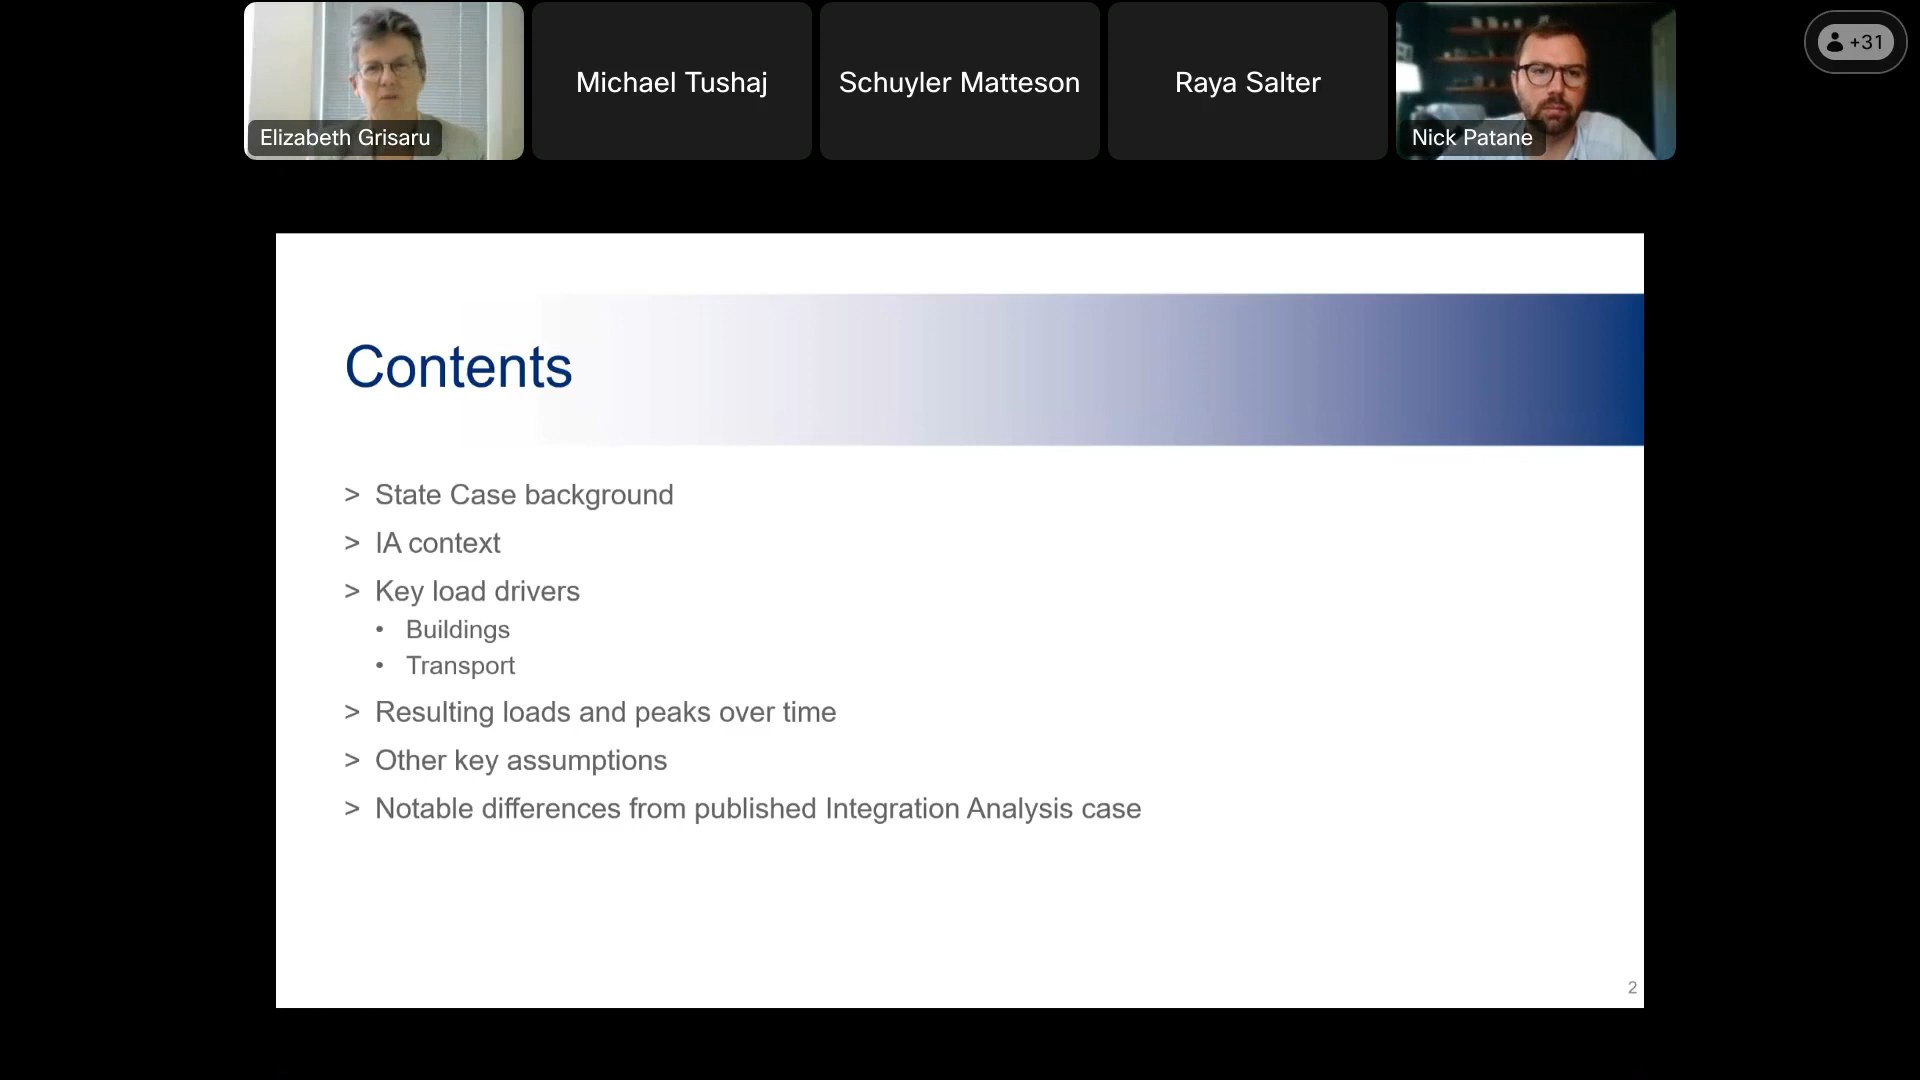 Elizabeth Grisaru
Michael Tushaj
Schuyler Matteson
Raya Salter
Nick Patane
+31
Contents
> State Case background
> IA context
> Key load drivers
• Buildings
• Transport
> Resulting loads and peaks over time
> Other key assumptions
> Notable differences from published Integration Analysis case
2